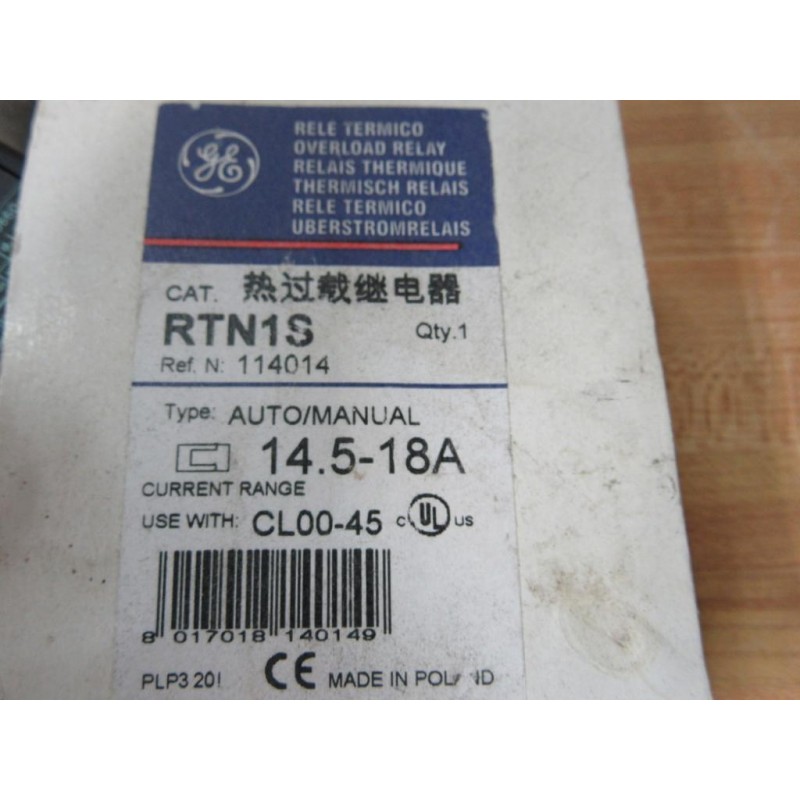 GE
RELE TERMICO
OVERLOAD RELAY
RELAIS THERMIQUE
THERMISCH RELAIS
RELE TERMICO
UBERSTROMRELAIS
CAT. 热过载继电器
RTN1S Qty.1
Ref. N: 114014
Type: AUTO/MANUAL
14.5-18A
CURRENT RANGE
USE WITH: CL00-45 c UL us
8 017018 140149
PLP3 CE MADE IN